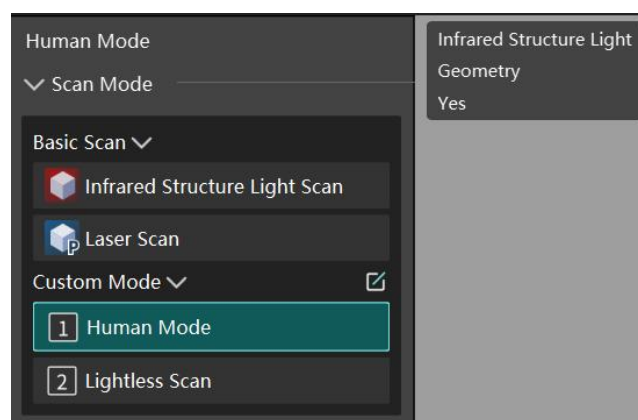 Human Mode
Scan Mode
Basic Scan
Infrared Structure Light Scan
P
Laser Scan
Custom Mode
1 Human Mode
2 Lightless Scan
Infrared Structure Light
Geometry
Yes